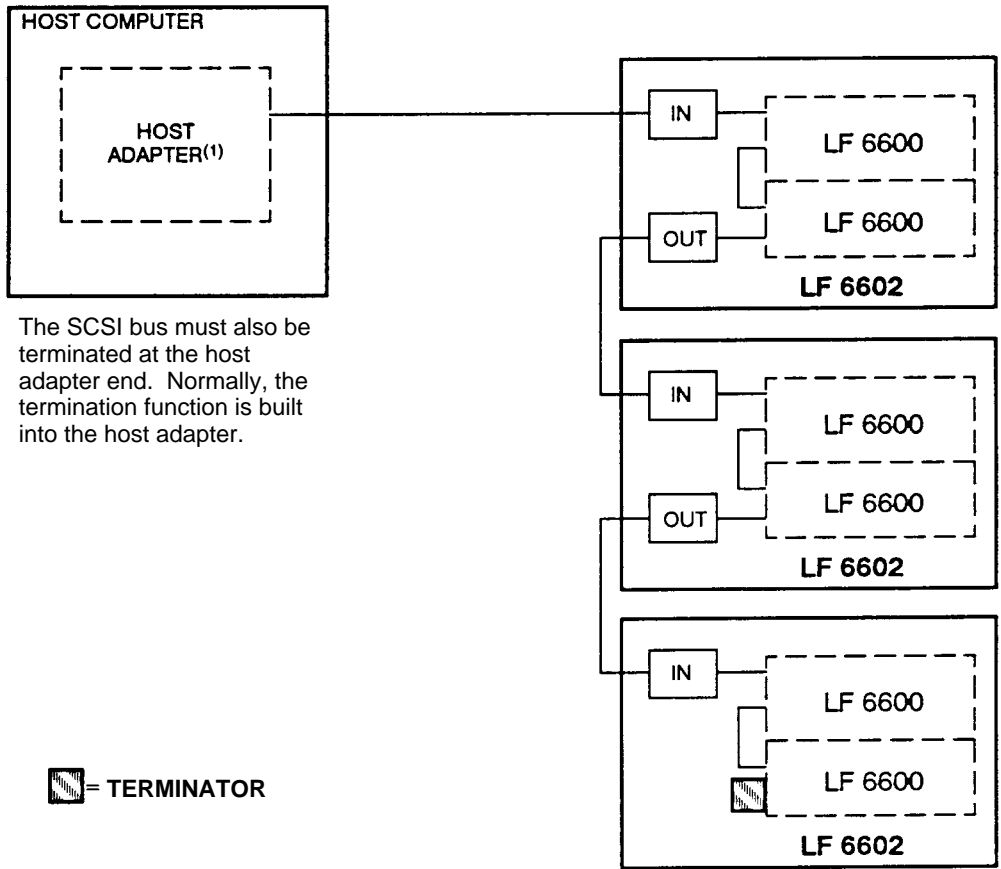 HOST COMPUTER
HOST
ADAPTER(1)
The SCSI bus must also be
terminated at the host
adapter end. Normally, the
termination function is built
into the host adapter.
IN
LF 6600
OUT
LF 6600
LF 6602
IN
LF 6600
OUT
LF 6600
LF 6602
IN
LF 6600
LF 6600
LF 6602
= TERMINATOR